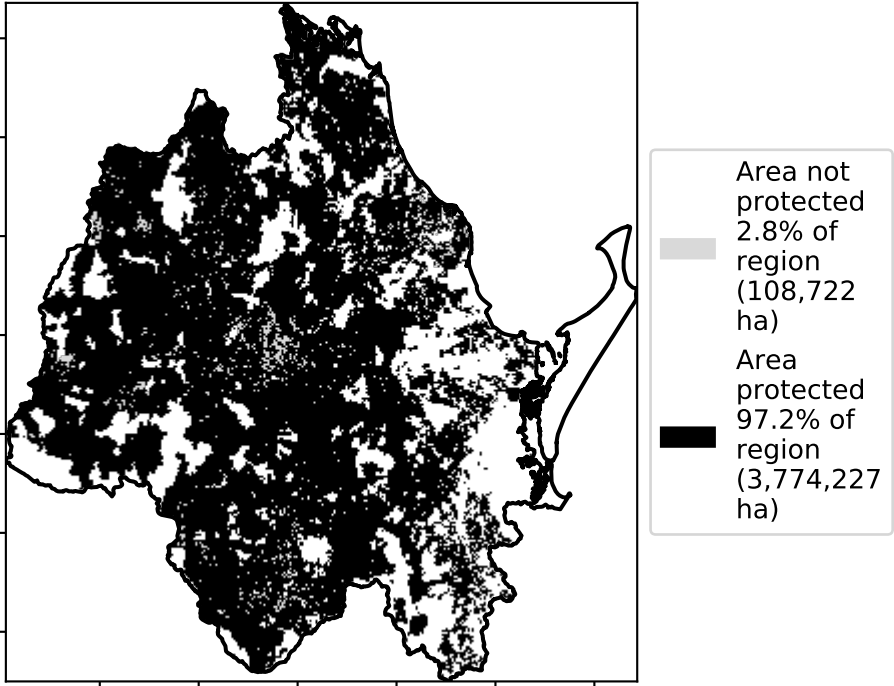 Area not
protected
2.8% of
region
(108,722
ha)
Area
protected
97.2% of
region
(3,774,227
ha)